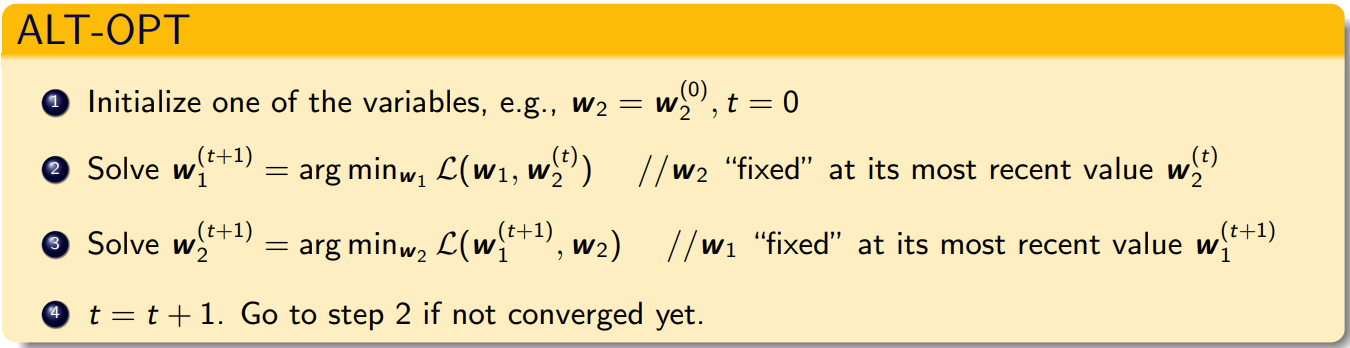 ALT-OPT
1 Initialize one of the variables, e.g., w₂ = w₂⁽⁰⁾, t = 0
2 Solve w₁⁽ᵗ⁺¹⁾ = arg min_w₁ ℒ(w₁, w₂⁽ᵗ⁾) //w₂ “fixed” at its most recent value w₂⁽ᵗ⁾
3 Solve w₂⁽ᵗ⁺¹⁾ = arg min_w₂ ℒ(w₁⁽ᵗ⁺¹⁾, w₂) //w₁ “fixed” at its most recent value w₁⁽ᵗ⁺¹⁾
4 t = t + 1. Go to step 2 if not converged yet.